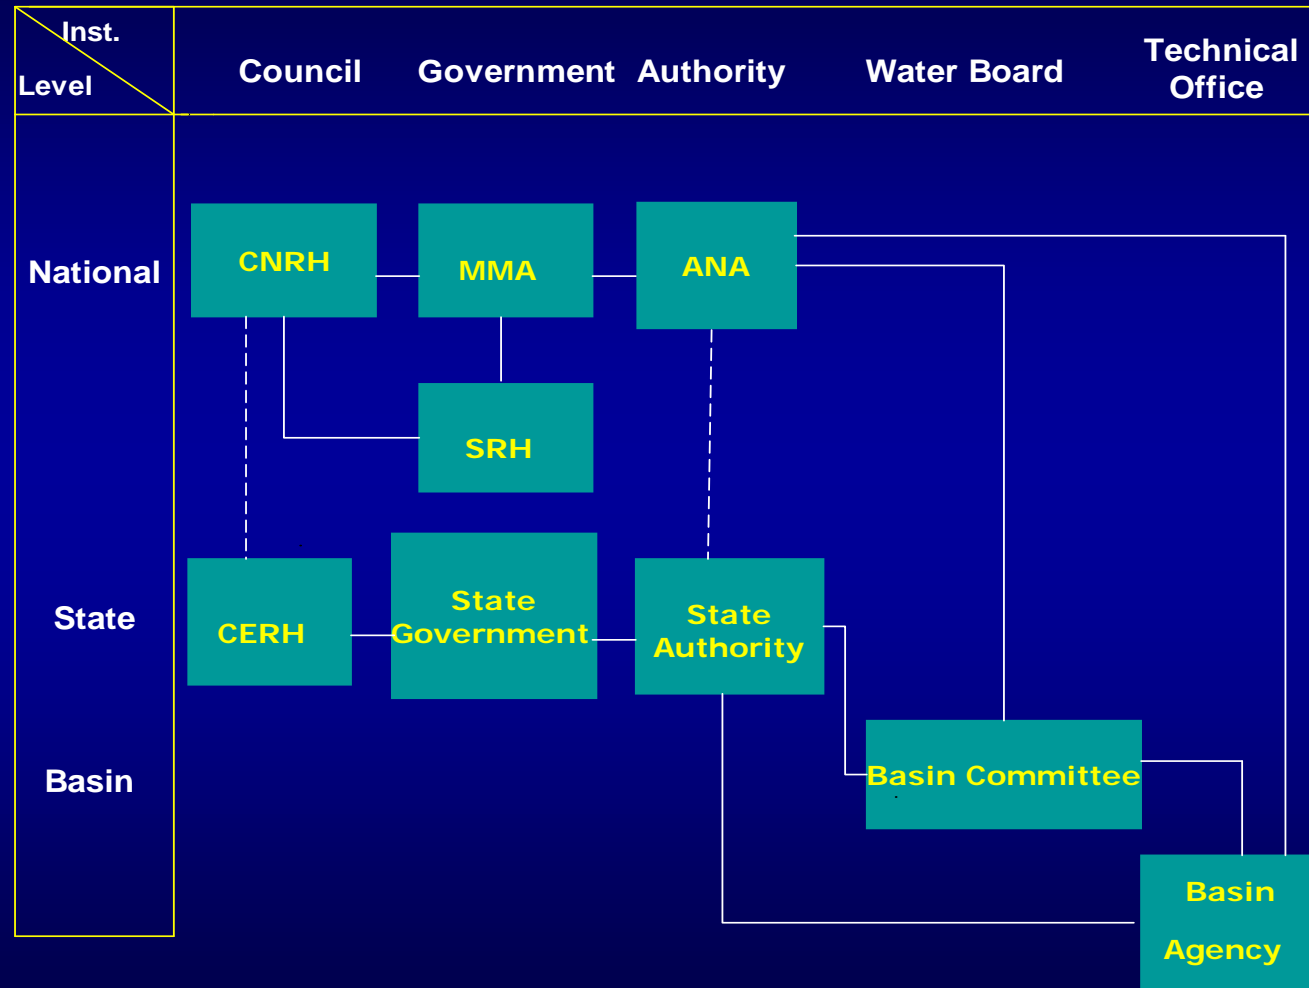 Inst.
Level
Council
Government
Authority
Water Board
Technical
Office
National
CNRH
MMA
ANA
SRH
State
CERH
State
Government
State
Authority
Basin
Basin Committee
Basin
Agency